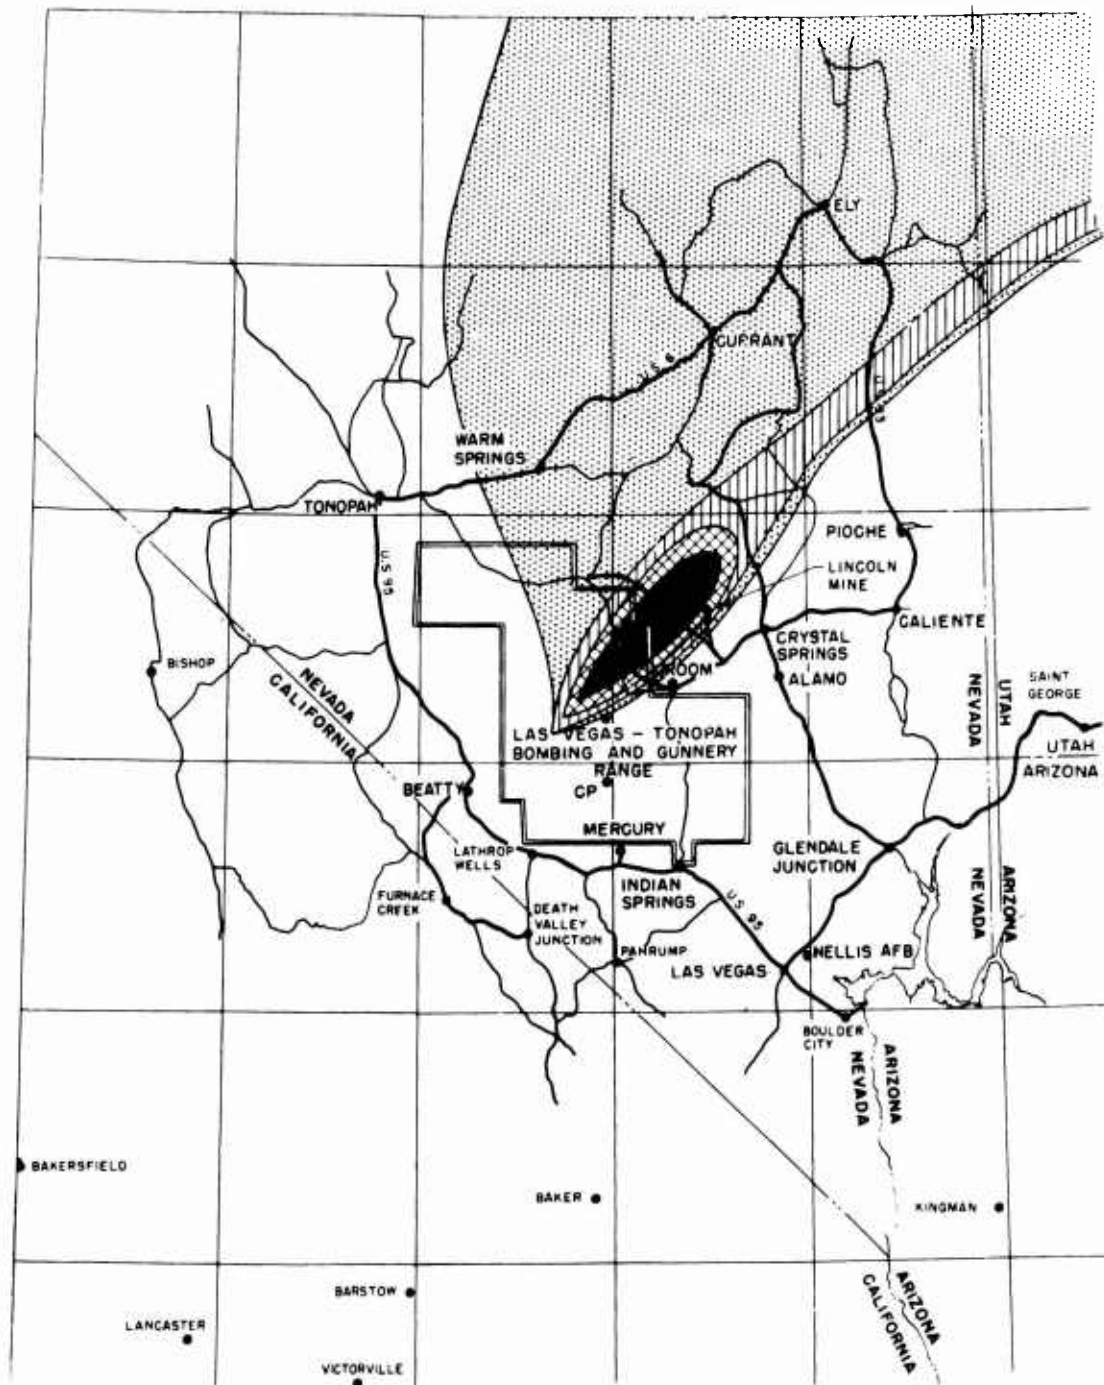 ELY
CURRANT
U.S. 6
U.S. 93
WARM
SPRINGS
TONOPAH
PIOCHE
LINCOLN
MINE
U.S 95
CALIENTE
CRYSTAL
SPRINGS
BISHOP
GROOM
ALAMO
NEVADA
CALIFORNIA
UTAH
NEVADA
SAINT
GEORGE
LAS VEGAS – TONOPAH
BOMBING AND GUNNERY
RANGE
UTAH
ARIZONA
BEATTY
CP
MERCURY
LATHROP
WELLS
GLENDALE
JUNCTION
INDIAN
SPRINGS
FURNACE
CREEK
DEATH
VALLEY
JUNCTION
U.S 95
ARIZONA
NEVADA
PAHRUMP
LAS VEGAS
NELLIS AFB
BOULDER
CITY
ARIZONA
NEVADA
BAKERSFIELD
BAKER
KINGMAN
BARSTOW
ARIZONA
CALIFORNIA
LANCASTER
VICTORVILLE